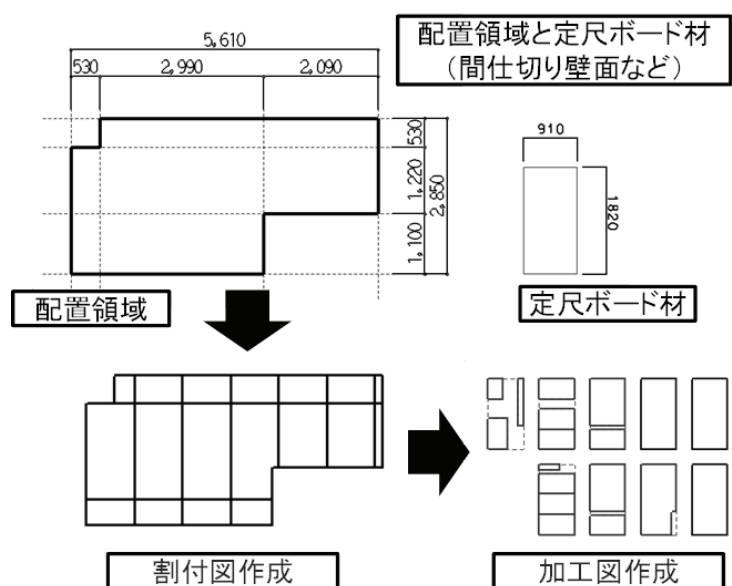 配置領域と定尺ボード材
（間仕切り壁面など）
5,610
530
2,990
2,090
530
1,220
1,100
2,850
910
1820
配置領域
定尺ボード材
割付図作成
加工図作成